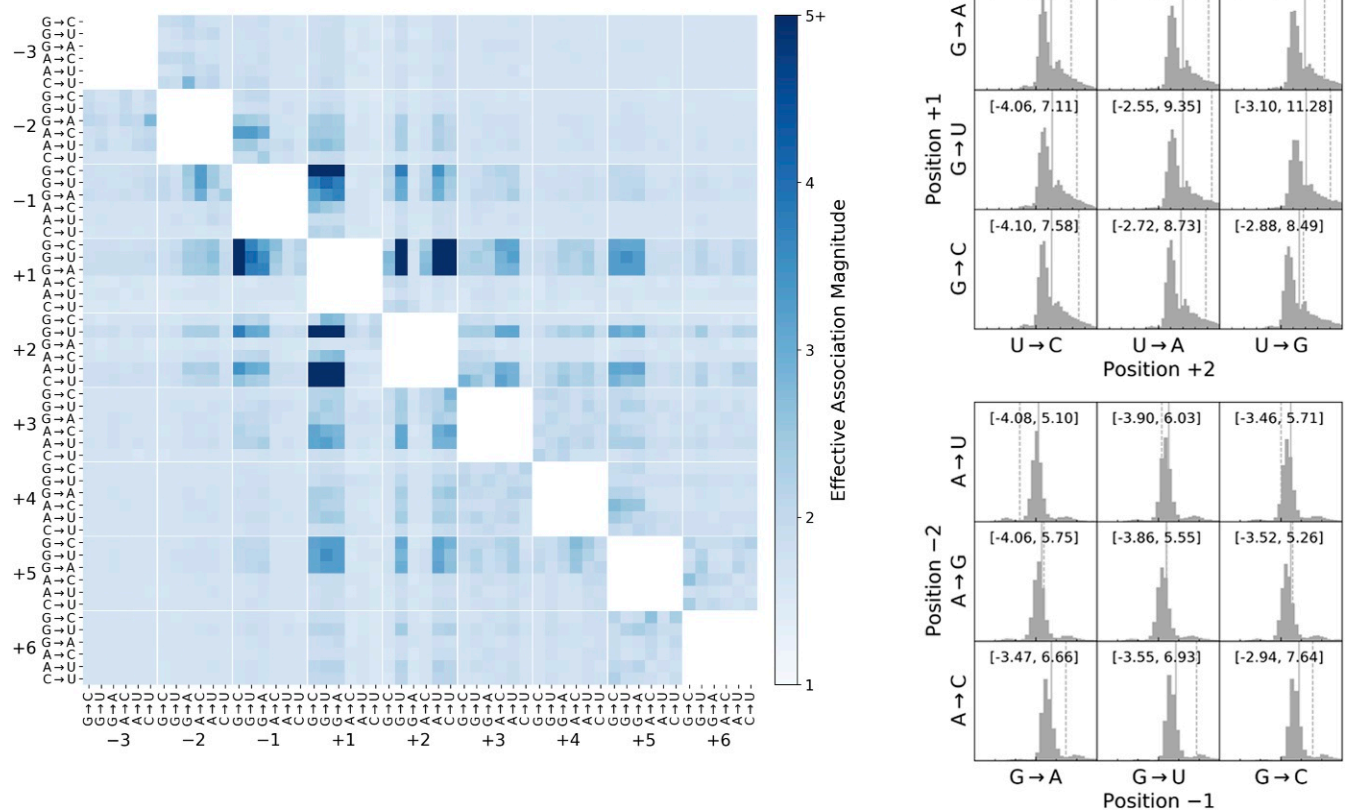 G→C
G→U
G→A
−3
A→C
A→U
C→U
G→C
G→U
G→A
−2
A→C
A→U
C→U
G→C
G→U
G→A
−1
A→C
A→U
C→U
G→C
G→U
G→A
+1
A→C
A→U
C→U
G→C
G→U
G→A
+2
A→C
A→U
C→U
G→C
G→U
G→A
+3
A→C
A→U
C→U
G→C
G→U
G→A
+4
A→C
A→U
C→U
G→C
G→U
G→A
+5
A→C
A→U
C→U
G→C
G→U
G→A
+6
A→C
A→U
C→U
G→C G→U G→A A→C A→U C→U G→C G→U G→A A→C A→U C→U G→C G→U G→A A→C A→U C→U G→C G→U G→A A→C A→U C→U G→C G→U G→A A→C A→U C→U G→C G→U G→A A→C A→U C→U G→C G→U G→A A→C A→U C→U G→C G→U G→A A→C A→U C→U G→C G→U G→A A→C A→U C→U
−3 −2 −1 +1 +2 +3 +4 +5 +6
5+
4
3
2
1
Effective Association Magnitude
Position +1
G→A
G→U
[-4.06, 7.11] [-2.55, 9.35] [-3.10, 11.28]
G→C
[-4.10, 7.58] [-2.72, 8.73] [-2.88, 8.49]
U→C U→A U→G
Position +2
Position −2
A→U
[-4.08, 5.10] [-3.90, 6.03] [-3.46, 5.71]
A→G
[-4.06, 5.75] [-3.86, 5.55] [-3.52, 5.26]
A→C
[-3.47, 6.66] [-3.55, 6.93] [-2.94, 7.64]
G→A G→U G→C
Position −1